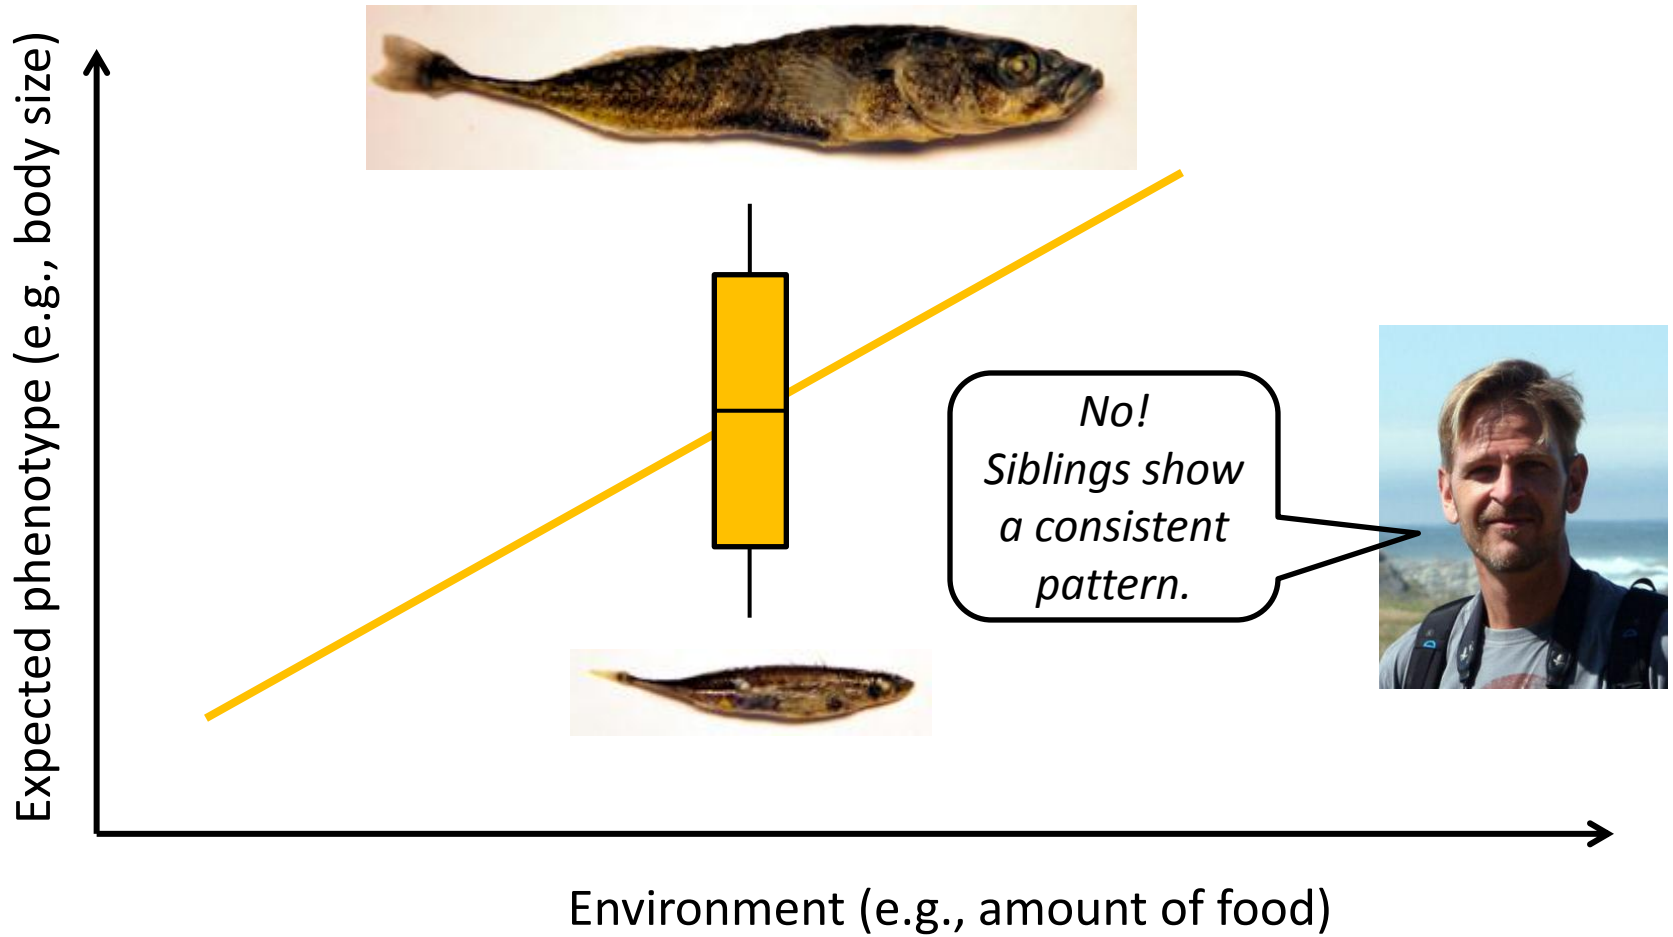 Expected phenotype (e.g., body size)
No!
Siblings show
a consistent
pattern.
Environment (e.g., amount of food)